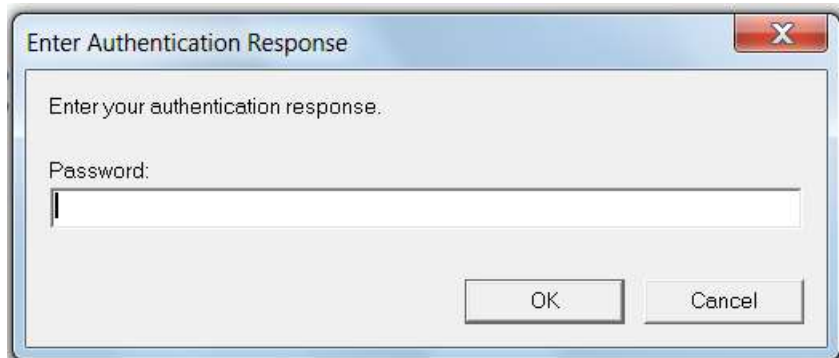 Enter Authentication Response
Enter your authentication response.
Password:
OK Cancel